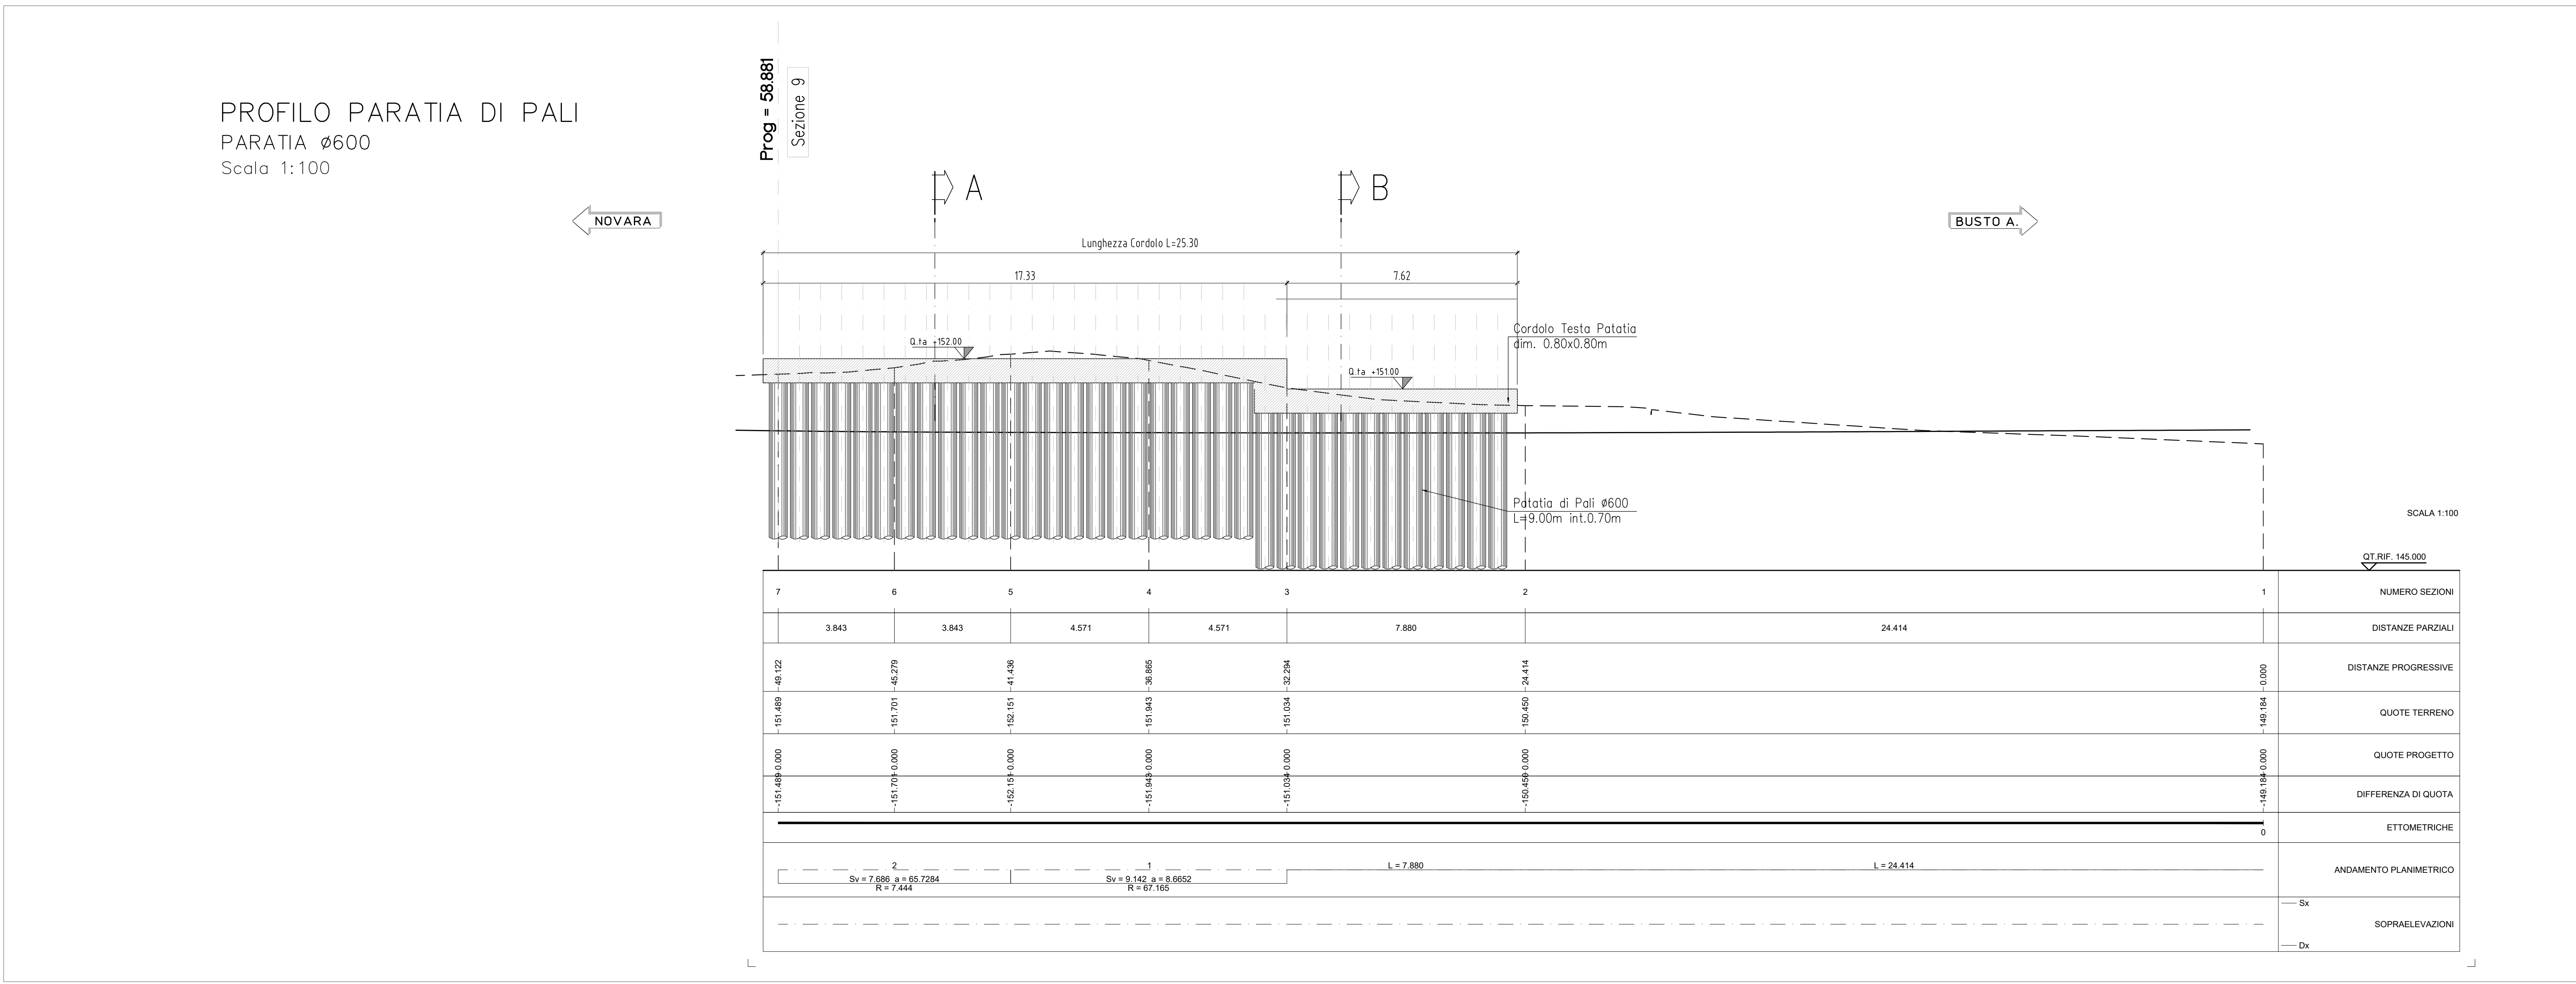 PROFILO PARATIA DI PALI
PARATIA Ø600
Scala 1:100
Prog = 58.881
Sezione 9
A
B
NOVARA
BUSTO A.
Lunghezza Cordolo L=25.30
17.33
7.62
Q.ta +152.00
Q.ta +151.00
Cordolo Testa Patatia
dim. 0.80x0.80m
Patatia di Pali Ø600
L=9.00m int.0.70m
SCALA 1:100
QT.RIF. 145.000
7 6 5 4 3 2 1 NUMERO SEZIONI
3.843 3.843 4.571 4.571 7.880 24.414 DISTANZE PARZIALI
49.122 45.279 41.436 36.865 32.294 24.414 0.000 DISTANZE PROGRESSIVE
151.489 151.701 152.151 151.943 151.034 150.450 149.184 QUOTE TERRENO
0.000 0.000 0.000 0.000 0.000 0.000 0.000 QUOTE PROGETTO
-151.489 -151.701 -152.151 -151.943 -151.034 -150.450 -149.184 DIFFERENZA DI QUOTA
0 ETTOMETRICHE
2 1 L = 7.880 L = 24.414 ANDAMENTO PLANIMETRICO
Sv = 7.686 a = 65.7284 Sv = 9.142 a = 8.6652
R = 7.444 R = 67.165
Sx
SOPRAELEVAZIONI
Dx